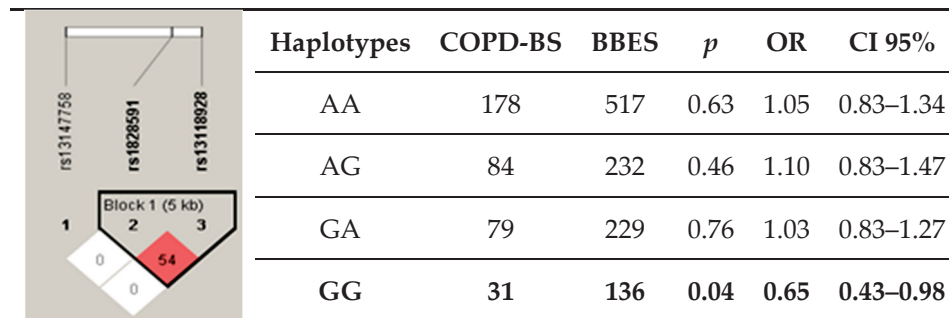 rs13147758
rs1828591
rs13118928
Block 1 (5 kb)
1 2 3
0 54
0
Haplotypes COPD-BS BBES p OR CI 95%
AA 178 517 0.63 1.05 0.83–1.34
AG 84 232 0.46 1.10 0.83–1.47
GA 79 229 0.76 1.03 0.83–1.27
GG 31 136 0.04 0.65 0.43–0.98